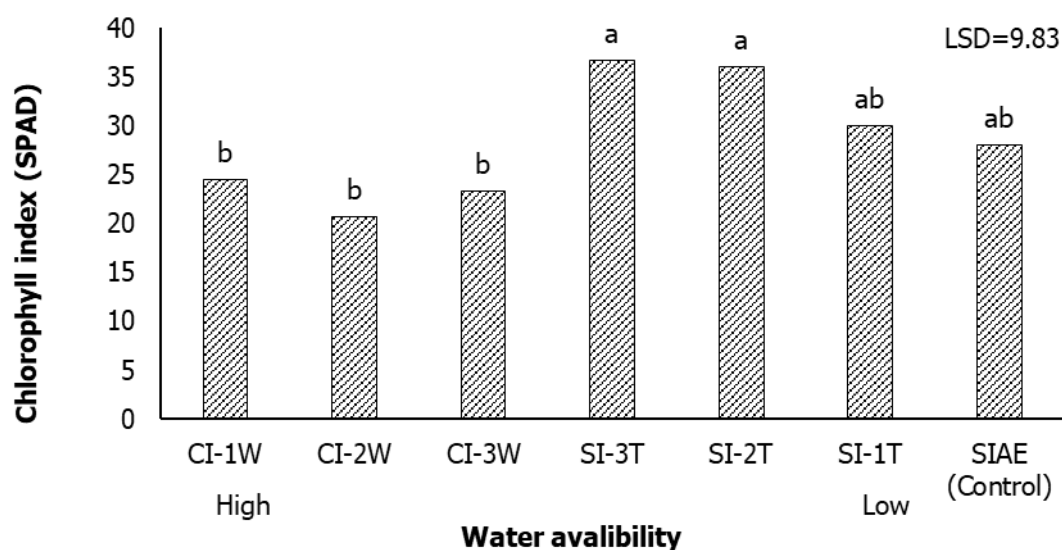 Chlorophyll index (SPAD)
40
35
30
25
20
15
10
5
0
LSD=9.83
b
b
b
a
a
ab
ab
CI-1W
CI-2W
CI-3W
SI-3T
SI-2T
SI-1T
SIAE
(Control)
High
Low
Water avalibility